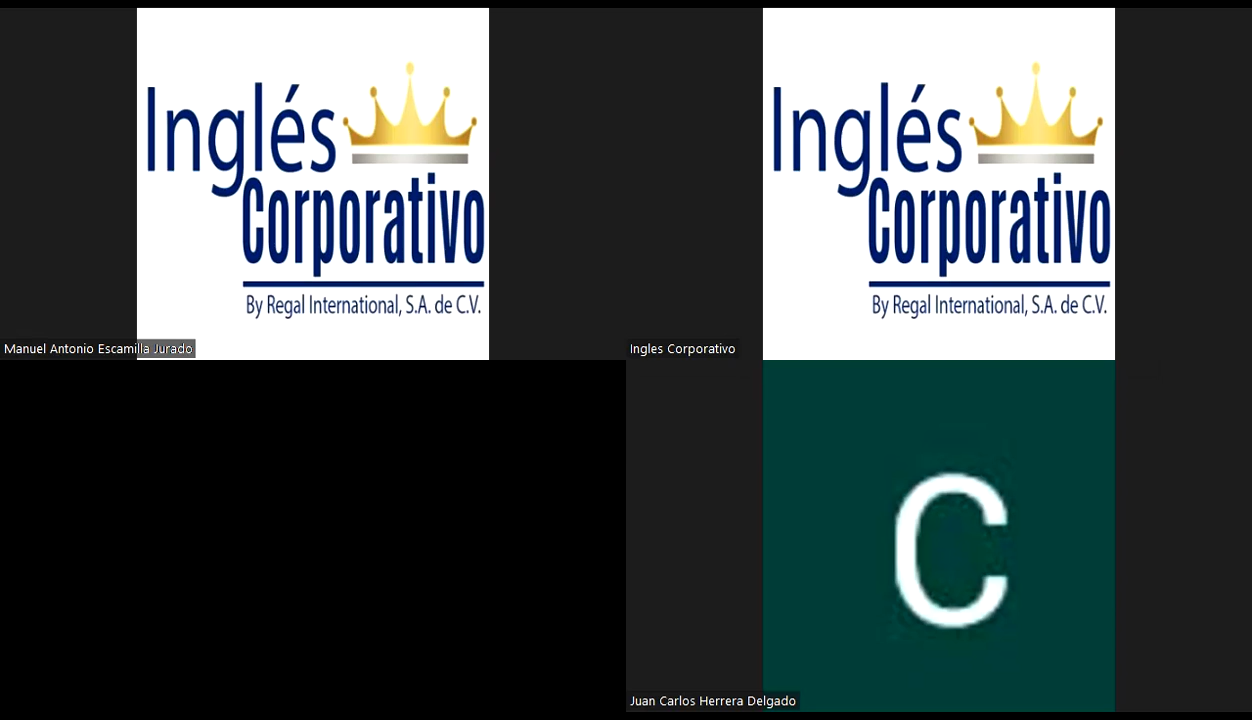 Inglés
Corporativo
By Regal International, S.A. de C.V.
Manuel Antonio Escamilla Jurado
Inglés
Corporativo
By Regal International, S.A. de C.V.
Ingles Corporativo
C
Juan Carlos Herrera Delgado